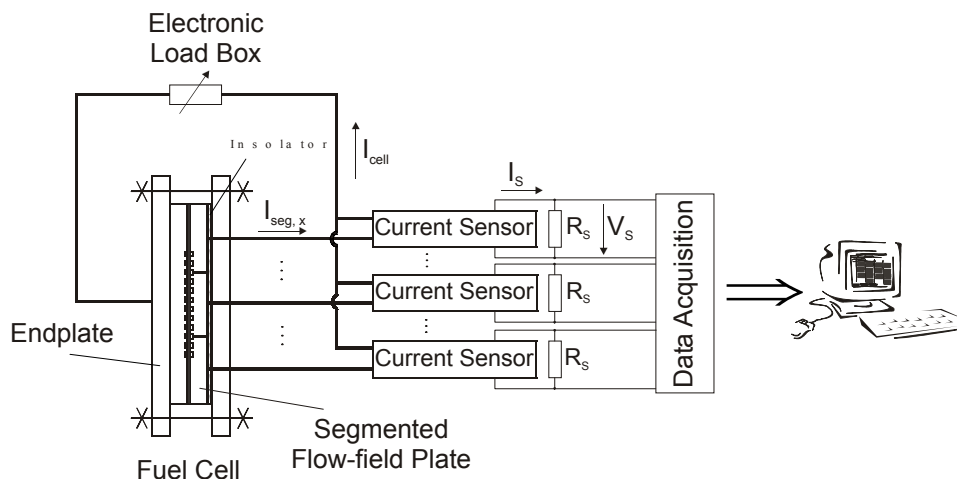 Electronic
Load Box
Insolator
I_cell
I_S
I_seg, x
Current Sensor
R_S
V_S
Current Sensor
R_S
Current Sensor
R_S
Data Acquisition
Endplate
Segmented
Flow-field Plate
Fuel Cell